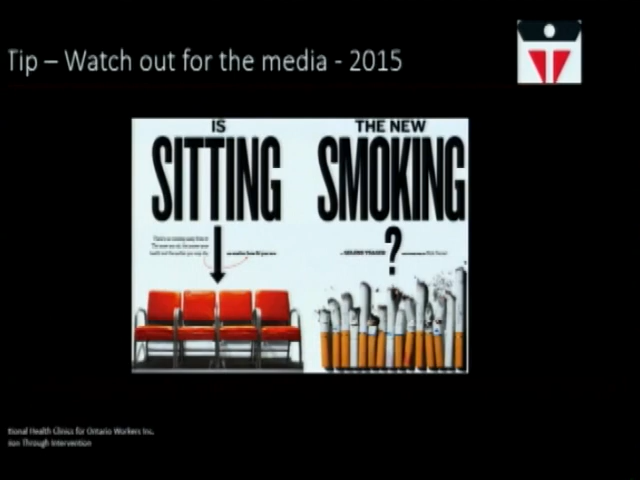 Tip – Watch out for the media - 2015
IS
SITTING
THE NEW
SMOKING
?
tional Health Clinics for Ontario Workers Inc.
ion Through Intervention